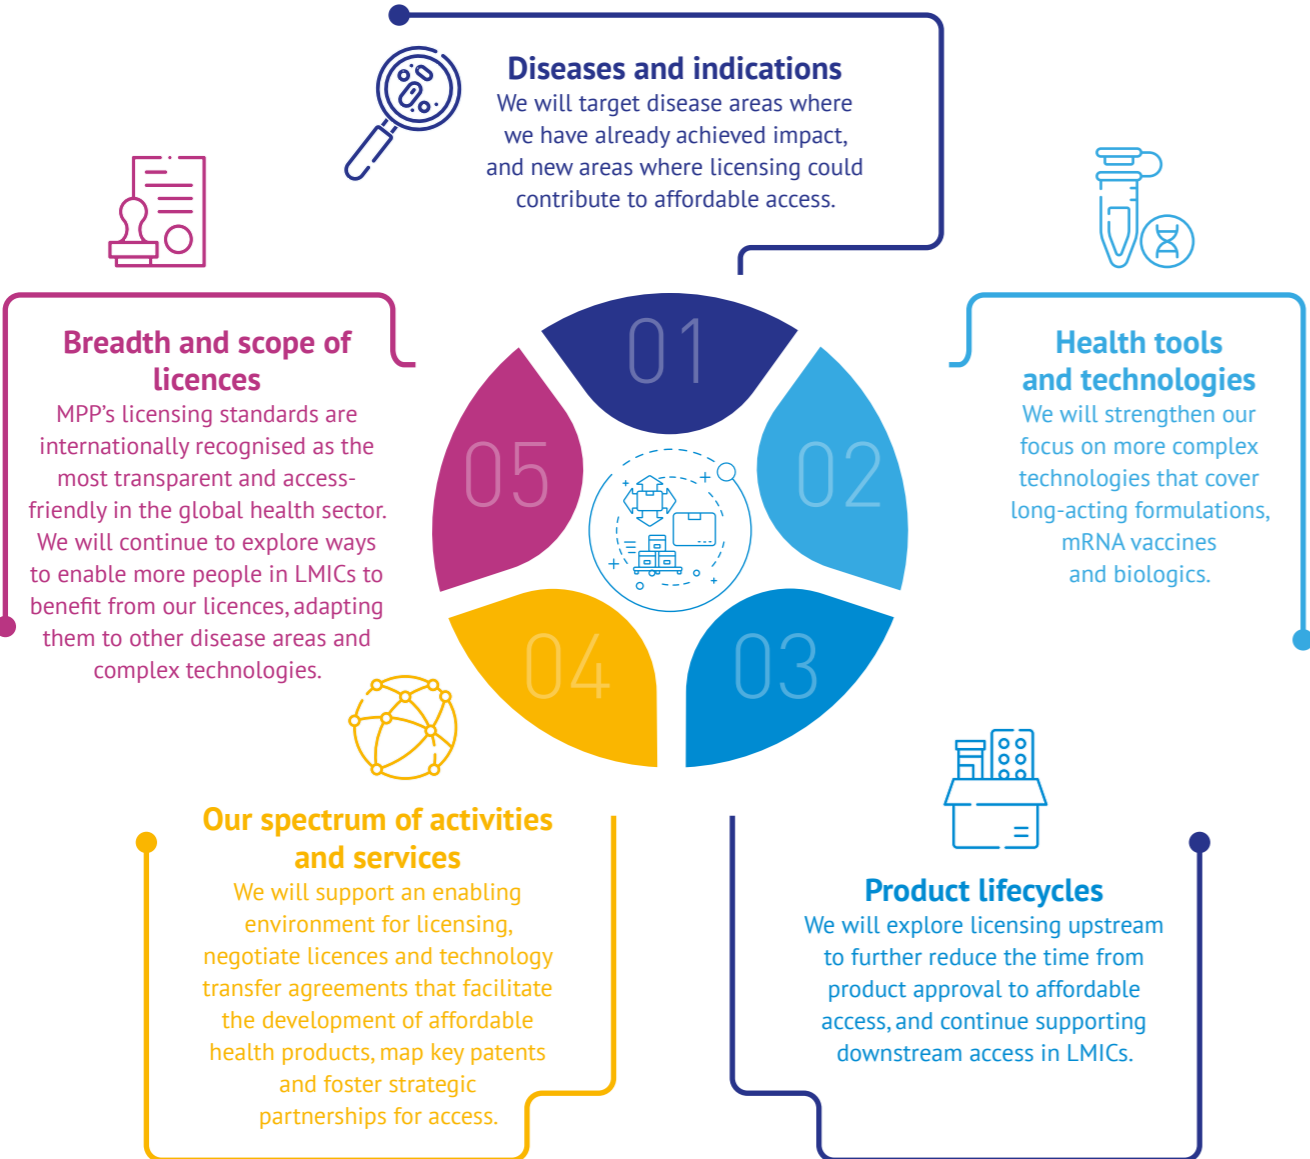 Diseases and indications
We will target disease areas where
we have already achieved impact,
and new areas where licensing could
contribute to affordable access.
01
Health tools
and technologies
We will strengthen our
focus on more complex
technologies that cover
long-acting formulations,
mRNA vaccines
and biologics.
02
Product lifecycles
We will explore licensing upstream
to further reduce the time from
product approval to affordable
access, and continue supporting
downstream access in LMICs.
03
Our spectrum of activities
and services
We will support an enabling
environment for licensing,
negotiate licences and technology
transfer agreements that facilitate
the development of affordable
health products, map key patents
and foster strategic
partnerships for access.
04
Breadth and scope of
licences
MPP’s licensing standards are
internationally recognised as the
most transparent and access-
friendly in the global health sector.
We will continue to explore ways
to enable more people in LMICs to
benefit from our licences, adapting
them to other disease areas and
complex technologies.
05